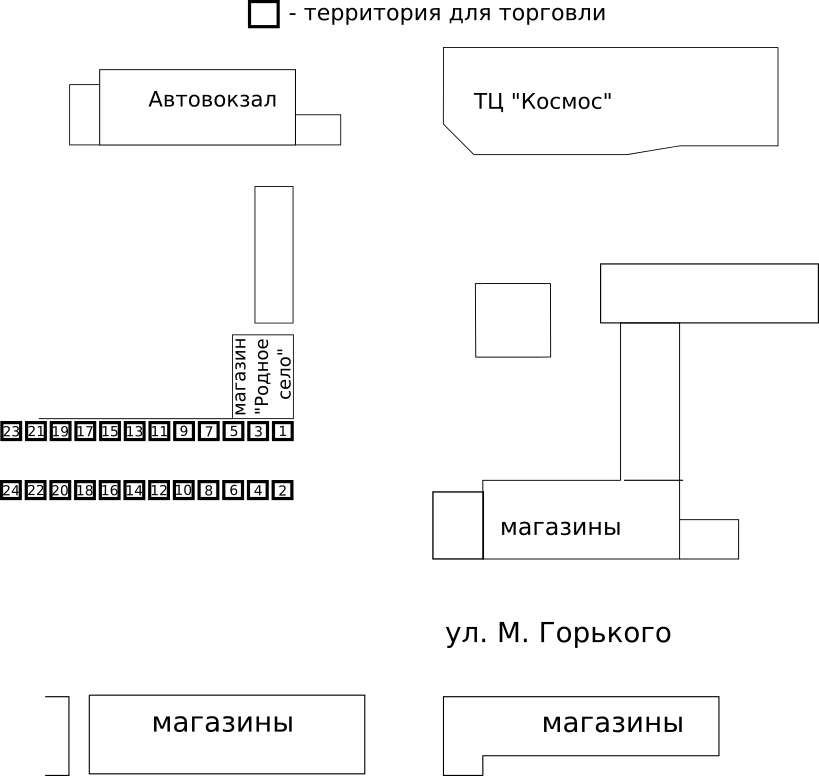 - территория для торговли
Автовокзал
ТЦ "Космос"
магазин
"Родное
село"
23 21 19 17 15 13 11 9 7 5 3 1
24 22 20 18 16 14 12 10 8 6 4 2
магазины
ул. М. Горького
магазины
магазины